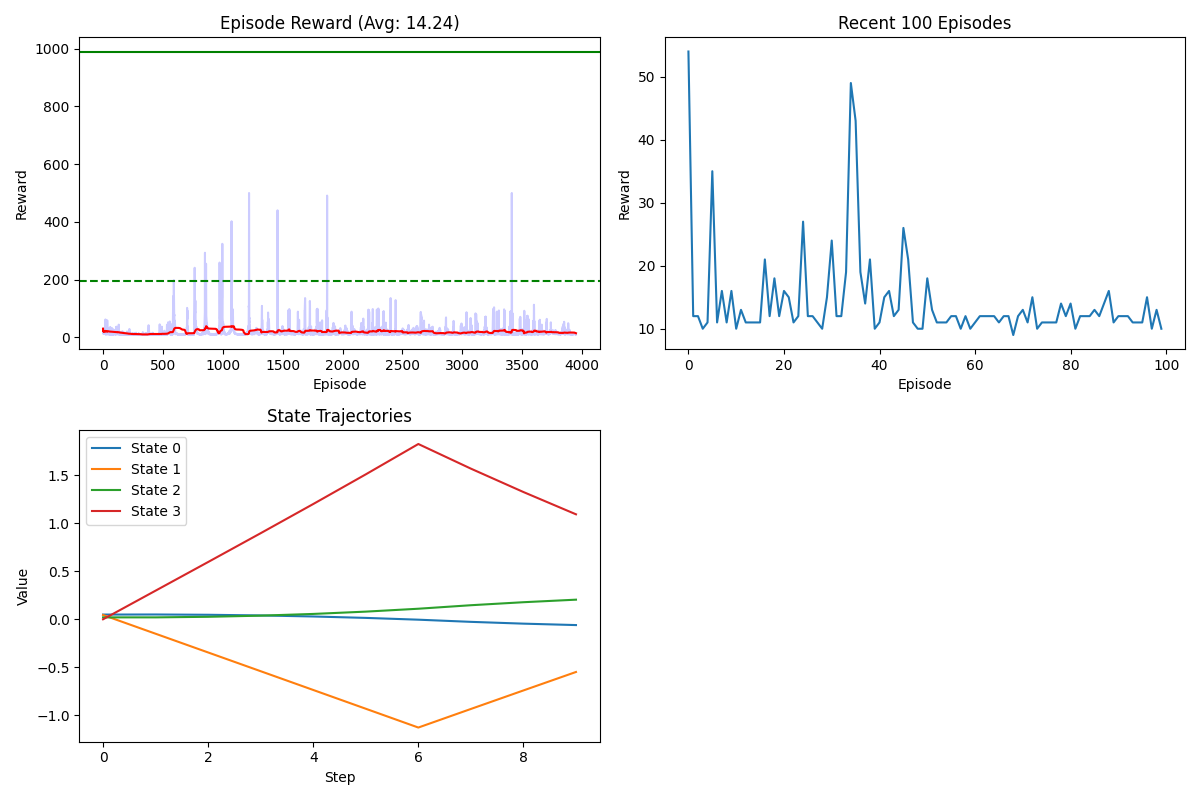 Episode Reward (Avg: 14.24)
Reward
1000
800
600
400
200
0
0 500 1000 1500 2000 2500 3000 3500 4000
Episode
Recent 100 Episodes
Reward
50
40
30
20
10
0 20 40 60 80 100
Episode
State Trajectories
State 0
State 1
State 2
State 3
Value
1.5
1.0
0.5
0.0
−0.5
−1.0
0 2 4 6 8
Step